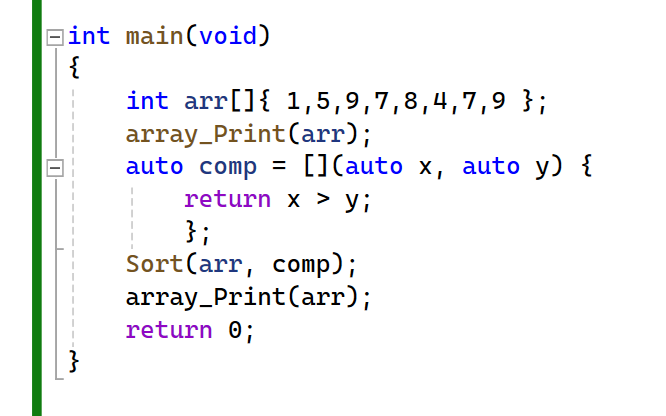 int main(void)
{
    int arr[]{ 1,5,9,7,8,4,7,9 };
    array_Print(arr);
    auto comp = [](auto x, auto y) {
        return x > y;
        };
    Sort(arr, comp);
    array_Print(arr);
    return 0;
}